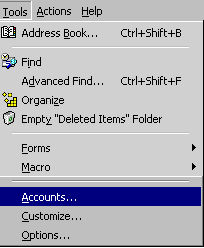 Tools Actions Help
Address Book... Ctrl+Shift+B
Find
Advanced Find... Ctrl+Shift+F
Organize
Empty "Deleted Items" Folder
Forms
Macro
Accounts...
Customize...
Options...